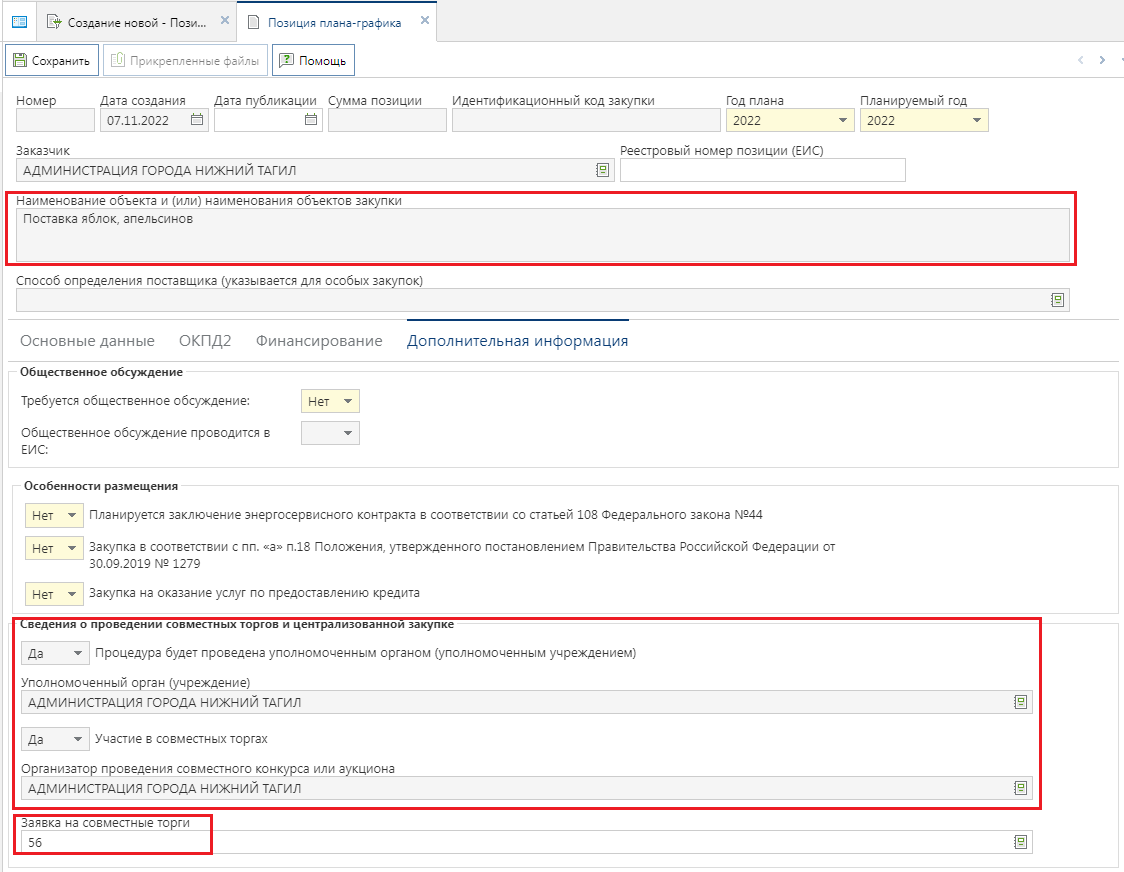 Создание новой - Пози... Позиция плана-графика
Сохранить Прикрепленные файлы Помощь
Номер Дата создания Дата публикации Сумма позиции Идентификационный код закупки Год плана Планируемый год
07.11.2022 2022 2022
Заказчик Реестровый номер позиции (ЕИС)
АДМИНИСТРАЦИЯ ГОРОДА НИЖНИЙ ТАГИЛ
Наименование объекта и (или) наименования объектов закупки
Поставка яблок, апельсинов
Способ определения поставщика (указывается для особых закупок)
Основные данные ОКПД2 Финансирование Дополнительная информация
Общественное обсуждение
Требуется общественное обсуждение: Нет
Общественное обсуждение проводится в
ЕИС:
Особенности размещения
Нет Планируется заключение энергосервисного контракта в соответствии со статьей 108 Федерального закона №44
Нет Закупка в соответствии с пп. «а» п.18 Положения, утвержденного постановлением Правительства Российской Федерации от
30.09.2019 № 1279
Нет Закупка на оказание услуг по предоставлению кредита
Сведения о проведении совместных торгов и централизованной закупке
Да Процедура будет проведена уполномоченным органом (уполномоченным учреждением)
Уполномоченный орган (учреждение)
АДМИНИСТРАЦИЯ ГОРОДА НИЖНИЙ ТАГИЛ
Да Участие в совместных торгах
Организатор проведения совместного конкурса или аукциона
АДМИНИСТРАЦИЯ ГОРОДА НИЖНИЙ ТАГИЛ
Заявка на совместные торги
56